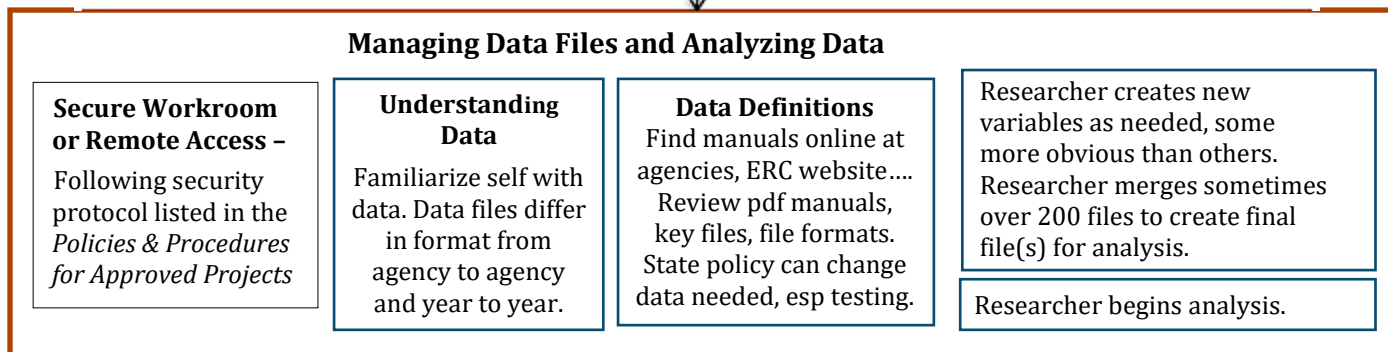 Managing Data Files and Analyzing Data
Secure Workroom
or Remote Access –
Following security
protocol listed in the
Policies & Procedures
for Approved Projects
Understanding
Data
Familiarize self with
data. Data files differ
in format from
agency to agency
and year to year.
Data Definitions
Find manuals online at
agencies, ERC website….
Review pdf manuals,
key files, file formats.
State policy can change
data needed, esp testing.
Researcher creates new
variables as needed, some
more obvious than others.
Researcher merges sometimes
over 200 files to create final
file(s) for analysis.
Researcher begins analysis.